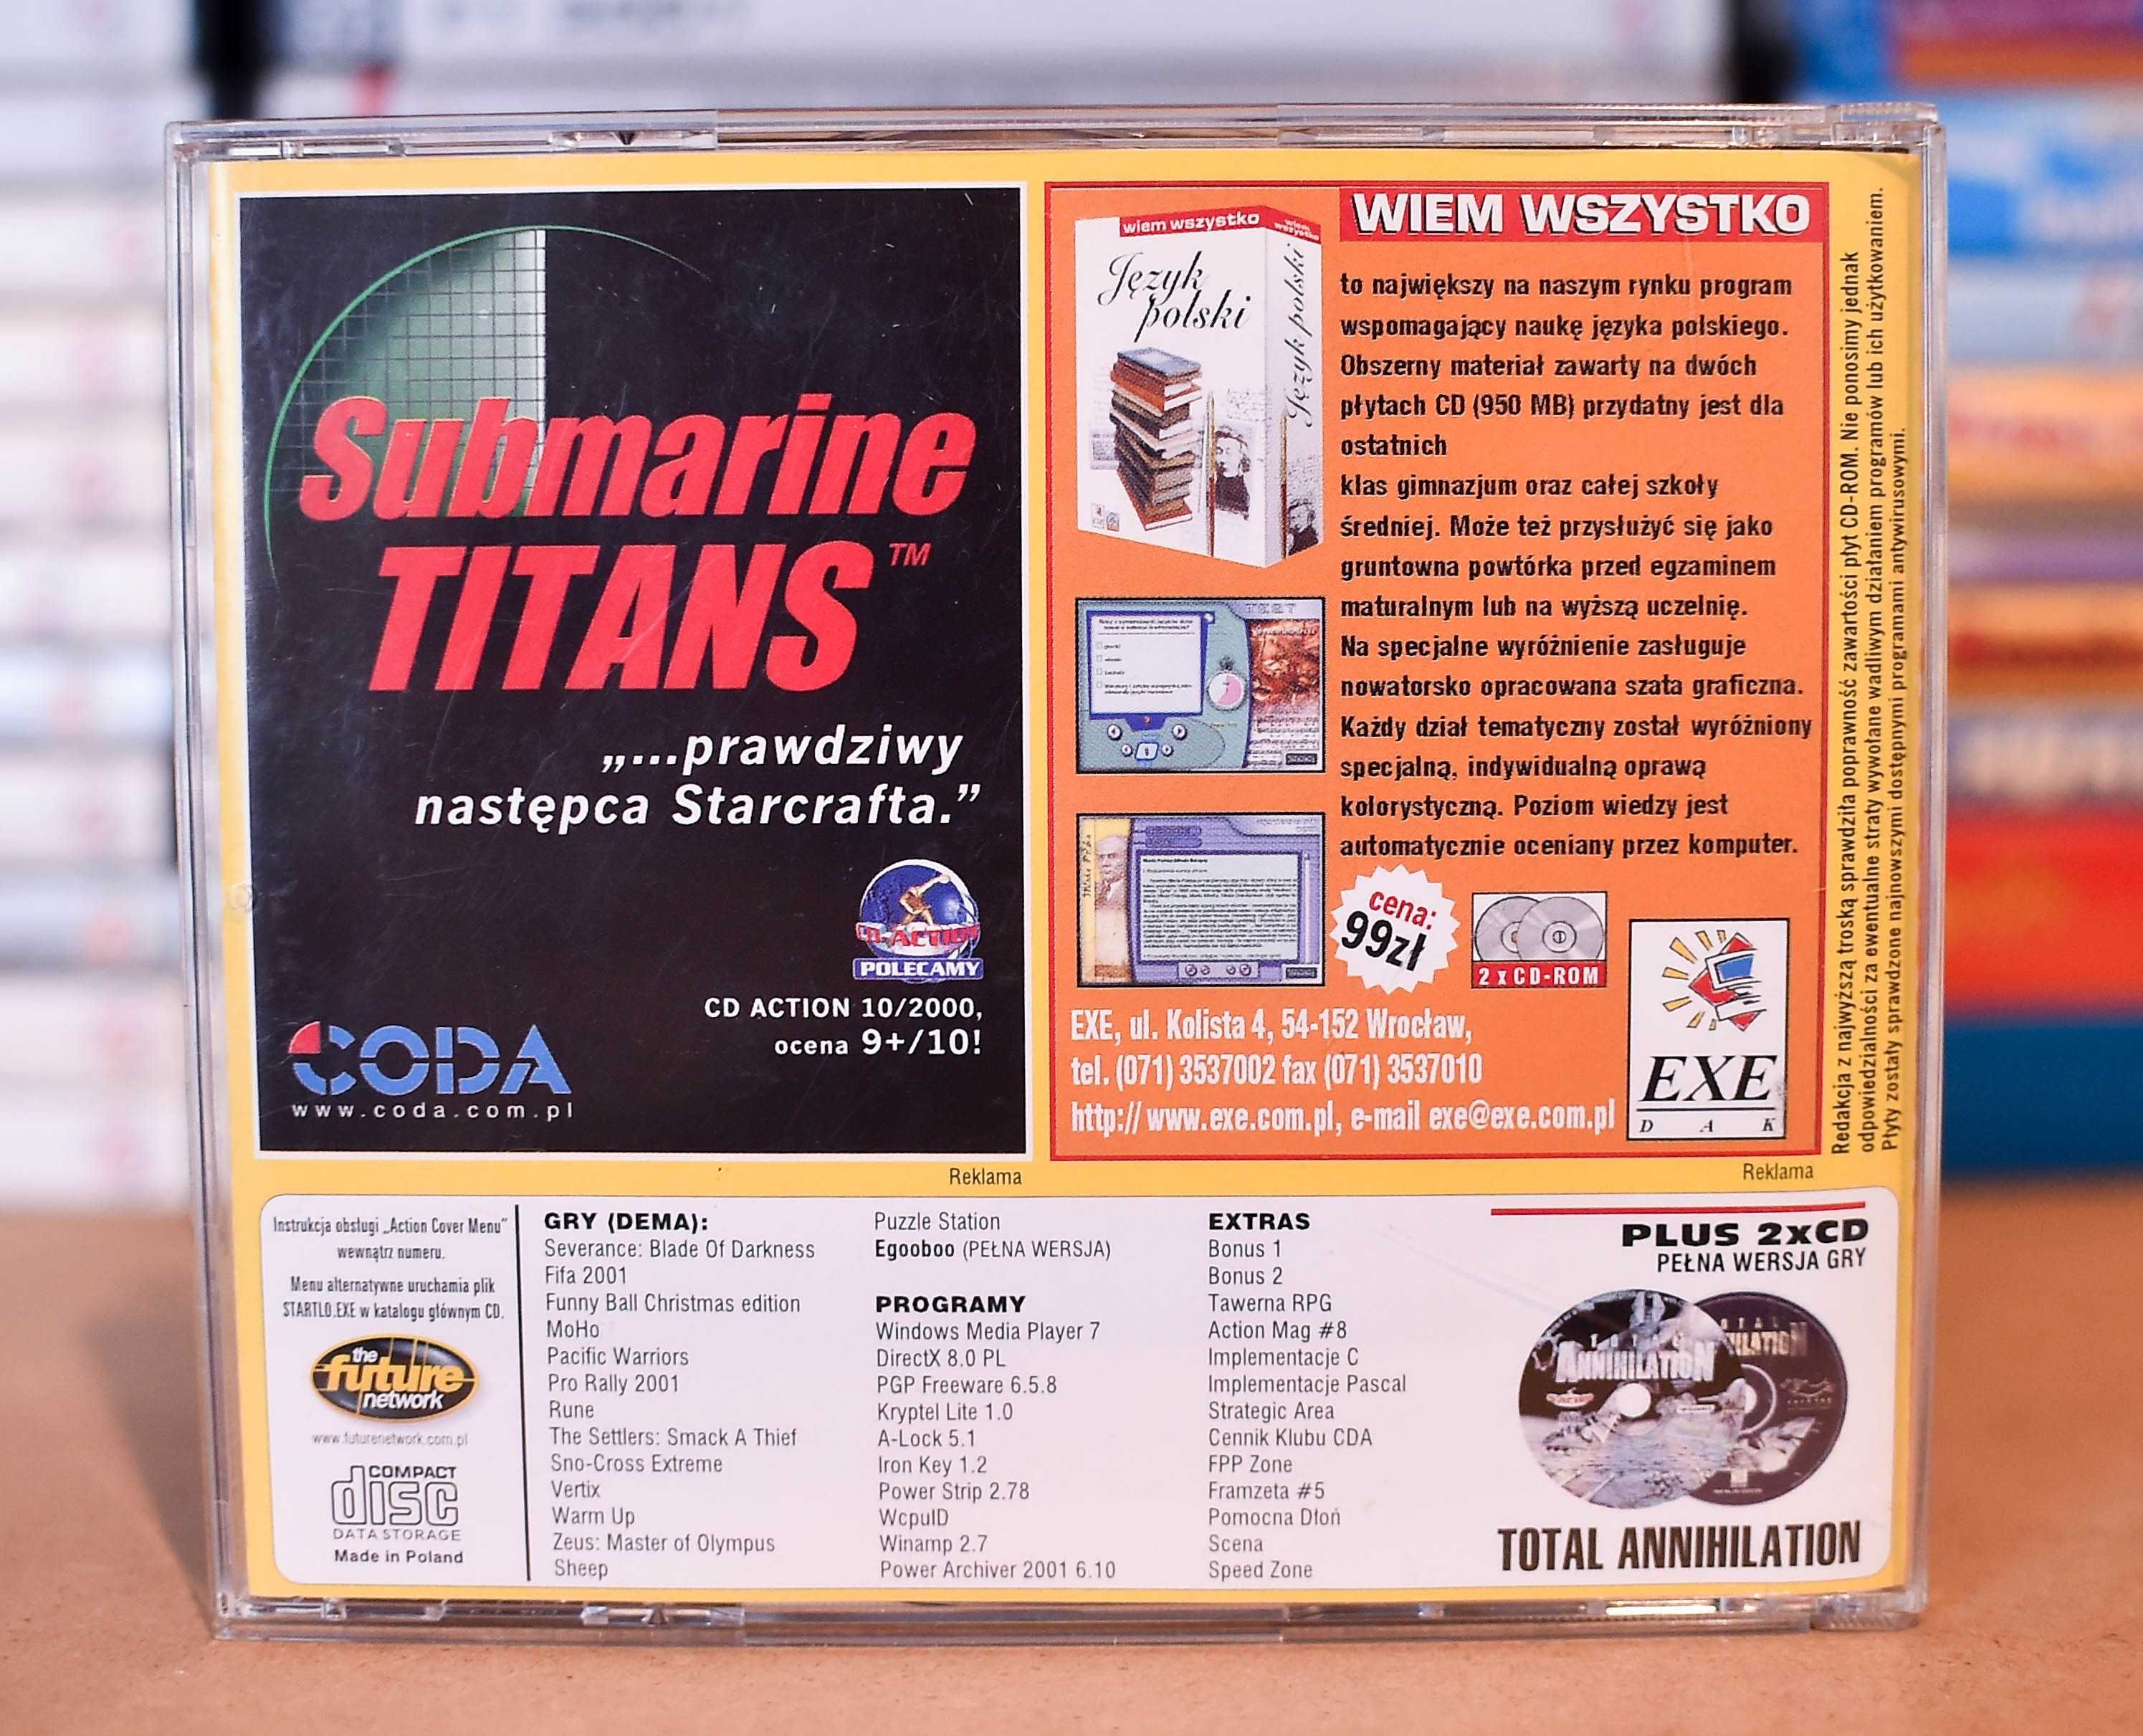 Submarine
TITANS™
„...prawdziwy
następca Starcrafta.”
CD-ACTION
POLECAMY
CD ACTION 10/2000,
ocena 9+/10!
CODA
www.coda.com.pl
Reklama
wiem wszystko
wiem wszystko
Język
polski
Język polski
TEST
WIEM WSZYSTKO
to największy na naszym rynku program
wspomagający naukę języka polskiego.
Obszerny materiał zawarty na dwóch
płytach CD (950 MB) przydatny jest dla
ostatnich
klas gimnazjum oraz całej szkoły
średniej. Może też przysłużyć się jako
gruntowna powtórka przed egzaminem
maturalnym lub na wyższą uczelnię.
Na specjalne wyróżnienie zasługuje
nowatorsko opracowana szata graficzna.
Każdy dział tematyczny został wyróżniony
specjalną, indywidualną oprawą
kolorystyczną. Poziom wiedzy jest
automatycznie oceniany przez komputer.
cena:
99zł
2 x CD-ROM
EXE, ul. Kolista 4, 54-152 Wrocław,
tel. (071) 3537002 fax (071) 3537010
http:// www.exe.com.pl, e-mail exe@exe.com.pl
EXE
D A K
Reklama
Redakcja z najwyższą troską sprawdziła poprawność zawartości płyt CD-ROM. Nie ponosimy jednak
odpowiedzialności za ewentualne straty wywołane wadliwym działaniem programów lub ich użytkowaniem.
Płyty zostały sprawdzone najnowszymi dostępnymi programami antywirusowymi.
Instrukcja obsługi „Action Cover Menu”
wewnątrz numeru.
Menu alternatywne uruchamia plik
STARTLO.EXE w katalogu głównym CD.
the
future
network
www.futurenetwork.com.pl
COMPACT
disc
DATA STORAGE
Made in Poland
GRY (DEMA):
Severance: Blade Of Darkness
Fifa 2001
Funny Ball Christmas edition
MoHo
Pacific Warriors
Pro Rally 2001
Rune
The Settlers: Smack A Thief
Sno-Cross Extreme
Vertix
Warm Up
Zeus: Master of Olympus
Sheep
Puzzle Station
Egooboo (PEŁNA WERSJA)
PROGRAMY
Windows Media Player 7
DirectX 8.0 PL
PGP Freeware 6.5.8
Kryptel Lite 1.0
A-Lock 5.1
Iron Key 1.2
Power Strip 2.78
WcpuID
Winamp 2.7
Power Archiver 2001 6.10
EXTRAS
Bonus 1
Bonus 2
Tawerna RPG
Action Mag #8
Implementacje C
Implementacje Pascal
Strategic Area
Cennik Klubu CDA
FPP Zone
Framzeta #5
Pomocna Dłoń
Scena
Speed Zone
PLUS 2xCD
PEŁNA WERSJA GRY
TOTAL
ANNIHILATION
TOTAL ANNIHILATION